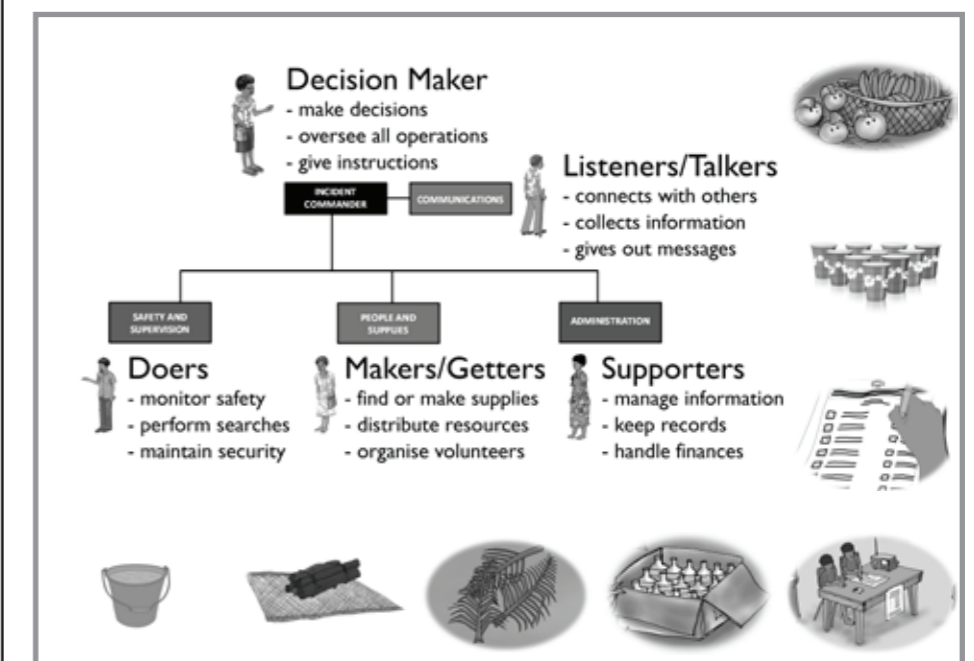 Decision Maker
- make decisions
- oversee all operations
- give instructions
INCIDENT
COMMANDER
COMMUNICATIONS
Listeners/Talkers
- connects with others
- collects information
- gives out messages
SAFETY AND
SUPERVISION
PEOPLE AND
SUPPLIES
ADMINISTRATION
Doers
- monitor safety
- perform searches
- maintain security
Makers/Getters
- find or make supplies
- distribute resources
- organise volunteers
Supporters
- manage information
- keep records
- handle finances